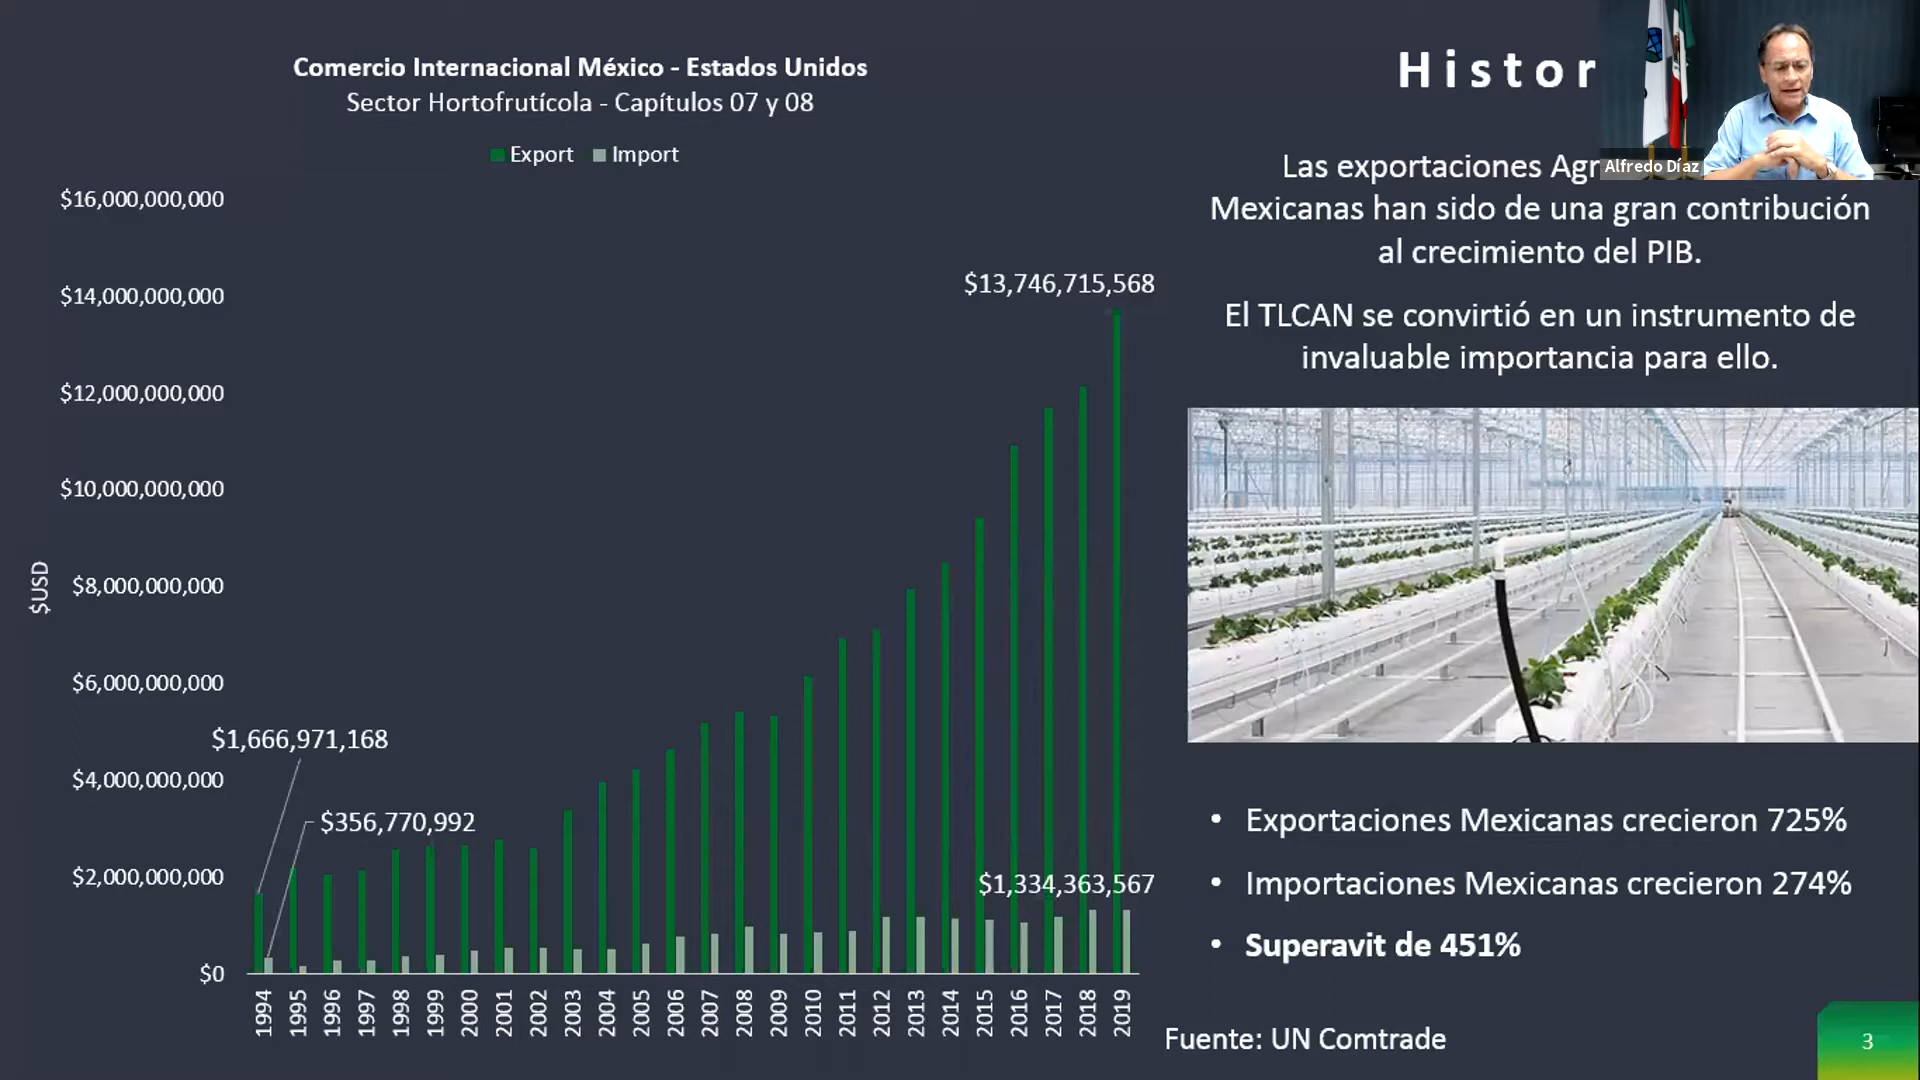 Comercio Internacional México - Estados Unidos
Sector Hortofrutícola - Capítulos 07 y 08
Export Import
$16,000,000,000
$14,000,000,000
$12,000,000,000
$10,000,000,000
$8,000,000,000
$6,000,000,000
$4,000,000,000
$2,000,000,000
$0
$USD
$13,746,715,568
$1,666,971,168
$356,770,992
$1,334,363,567
1994 1995 1996 1997 1998 1999 2000 2001 2002 2003 2004 2005 2006 2007 2008 2009 2010 2011 2012 2013 2014 2015 2016 2017 2018 2019
Histor
Alfredo Díaz
Las exportaciones Agr
Mexicanas han sido de una gran contribución
al crecimiento del PIB.
El TLCAN se convirtió en un instrumento de
invaluable importancia para ello.
• Exportaciones Mexicanas crecieron 725%
• Importaciones Mexicanas crecieron 274%
• Superavit de 451%
Fuente: UN Comtrade
3